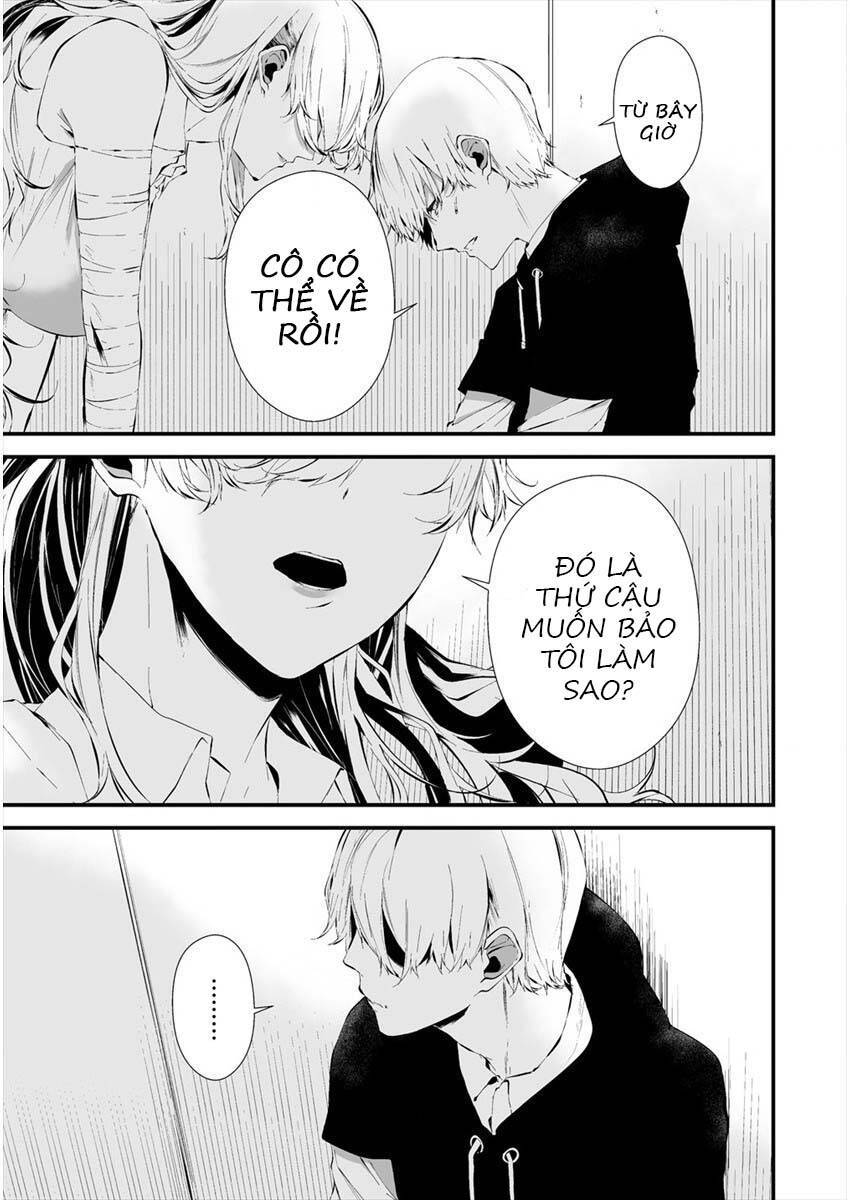 TỪ BÂY
GIỜ
CÔ CÓ
THỂ VỀ
RỒI!
ĐÓ LÀ
THỨ CẬU
MUỐN BẢO
TÔI LÀM
SAO?
.........